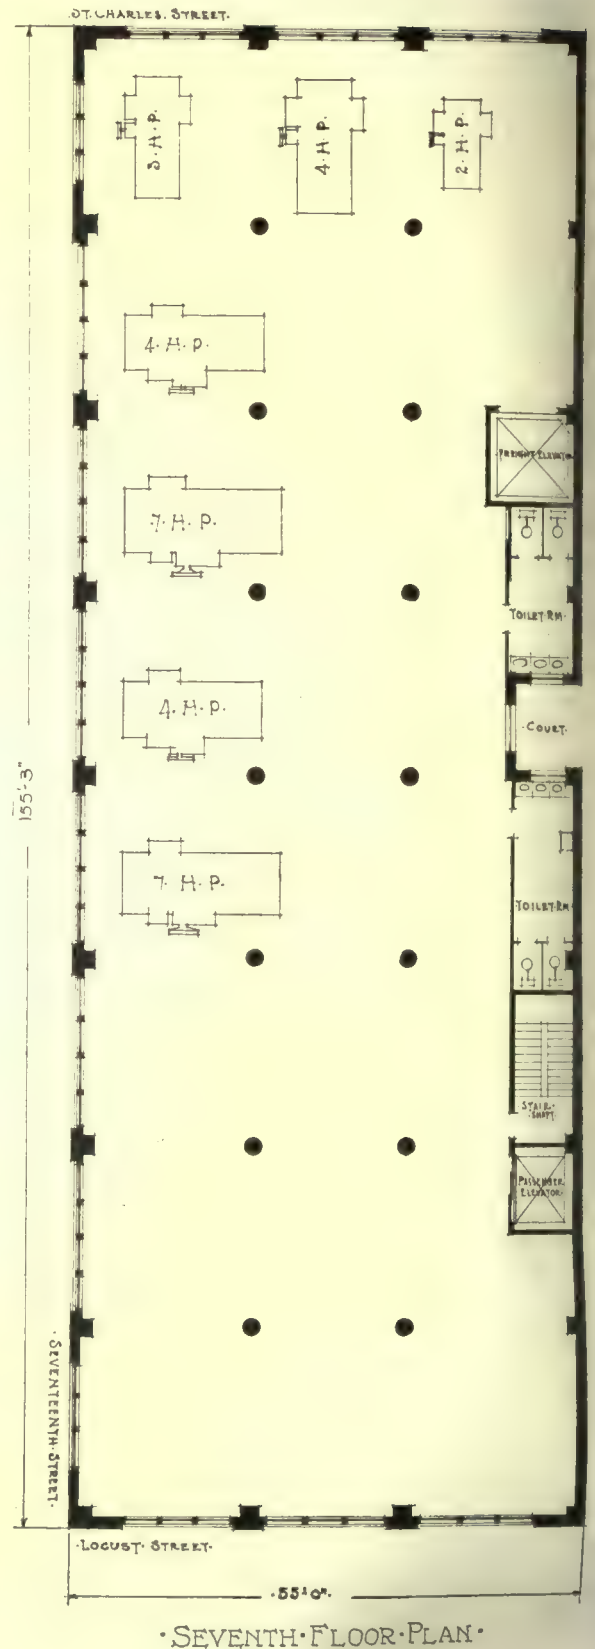 ·ST. CHARLES. STREET·
3·H·P·
4·H·P·
2·H·P·
4·H·P·
FREIGHT·ELEVATOR
7·H·P·
TOILET·RM·
4·H·P·
·COURT·
155'-3"
7·H·P·
TOILET·RM·
STAIR·
SHAFT·
PASSENGER
ELEVATOR·
·SEVENTEENTH·STREET·
·LOCUST· STREET·
·55'0"·
·SEVENTH·FLOOR·PLAN·